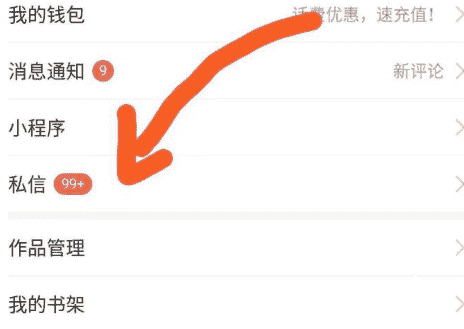 我的钱包 话费优惠，速充值！
消息通知 9 新评论
小程序
私信 99+
作品管理
我的书架